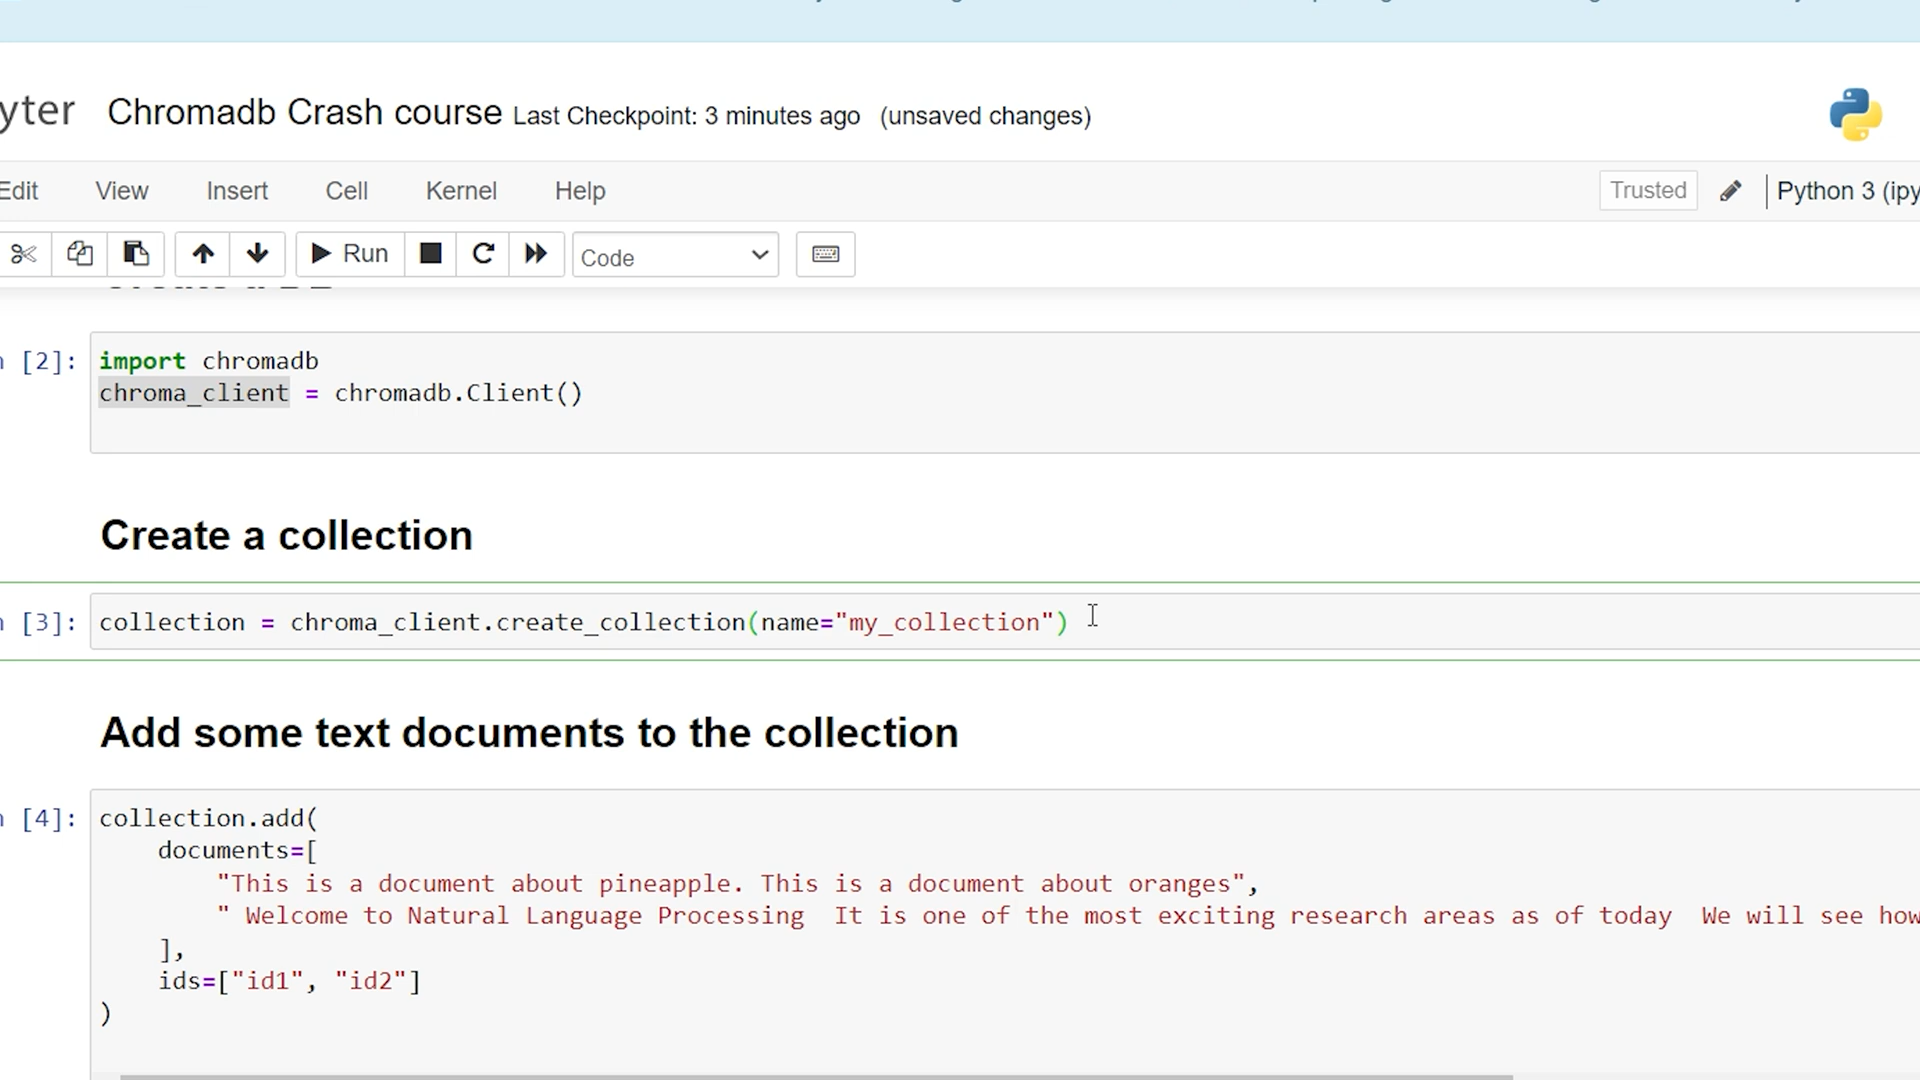 yter Chromadb Crash course Last Checkpoint: 3 minutes ago (unsaved changes)
Edit View Insert Cell Kernel Help Trusted Python 3 (ipy
Run Code
[2]: import chromadb
chroma_client = chromadb.Client()
Create a collection
[3]: collection = chroma_client.create_collection(name="my_collection")
Add some text documents to the collection
[4]: collection.add(
documents=[
"This is a document about pineapple. This is a document about oranges",
" Welcome to Natural Language Processing  It is one of the most exciting research areas as of today  We will see how
],
ids=["id1", "id2"]
)